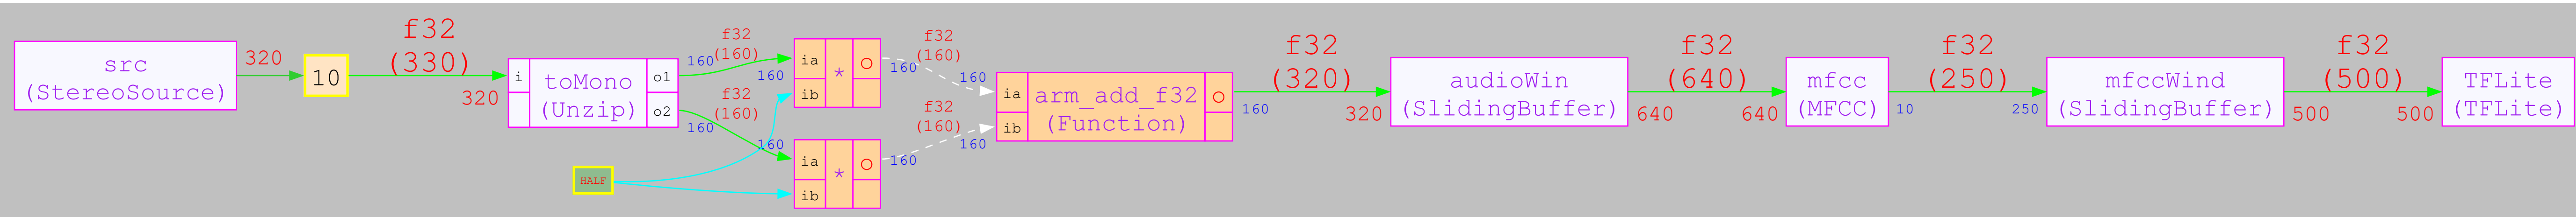 src
(StereoSource)
320
10
f32
(330)
320
i
toMono
(Unzip)
o1
o2
160
f32
(160)
160
f32
(160)
160
160
HALF
ia
ib
*
o
160
ia
ib
*
o
160
f32
(160)
160
f32
(160)
160
ia
ib
arm_add_f32
(Function)
o
160
f32
(320)
320
audioWin
(SlidingBuffer)
640
f32
(640)
640
mfcc
(MFCC)
10
f32
(250)
250
mfccWind
(SlidingBuffer)
500
f32
(500)
500
TFLite
(TFLite)